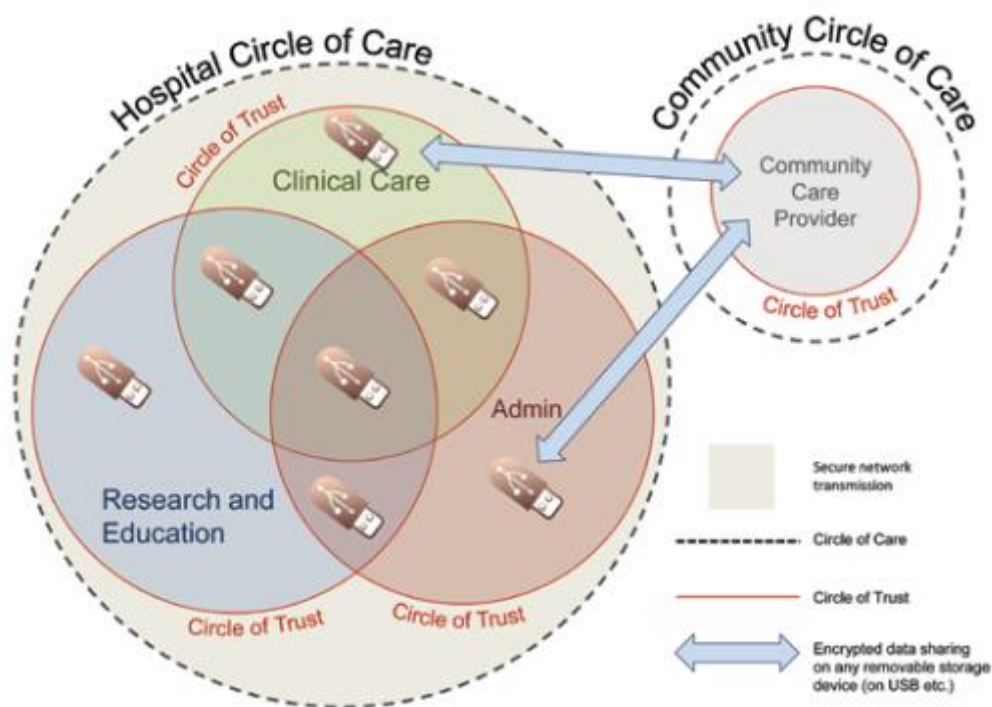 Hospital Circle of Care
Community Circle of Care
Circle of Trust
Clinical Care
Community
Care
Provider
Circle of Trust
Admin
Research and
Education
Circle of Trust
Circle of Trust
Secure network
transmission
Circle of Care
Circle of Trust
Encrypted data sharing
on any removable storage
device (on USB etc.)